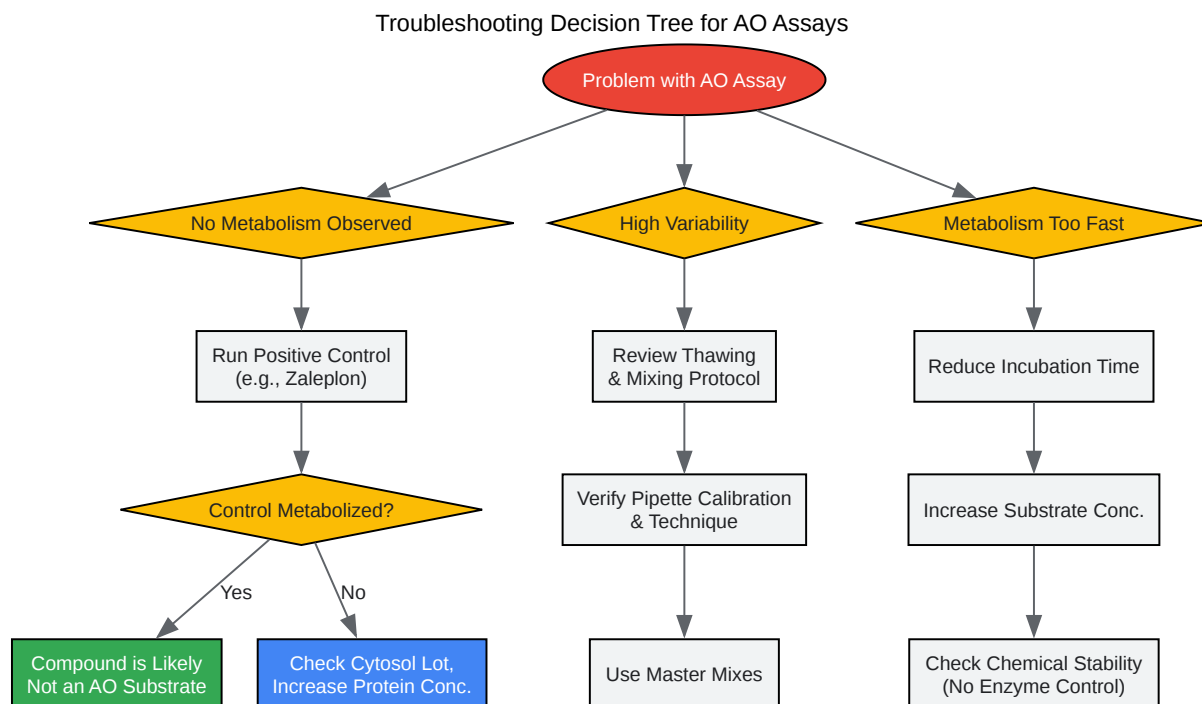 Troubleshooting Decision Tree for AO Assays
Problem with AO Assay
No Metabolism Observed
High Variability
Metabolism Too Fast
Run Positive Control
(e.g., Zaleplon)
Review Thawing
& Mixing Protocol
Reduce Incubation Time
Control Metabolized?
Verify Pipette Calibration
& Technique
Increase Substrate Conc.
Yes
No
Compound is Likely
Not an AO Substrate
Check Cytosol Lot,
Increase Protein Conc.
Use Master Mixes
Check Chemical Stability
(No Enzyme Control)